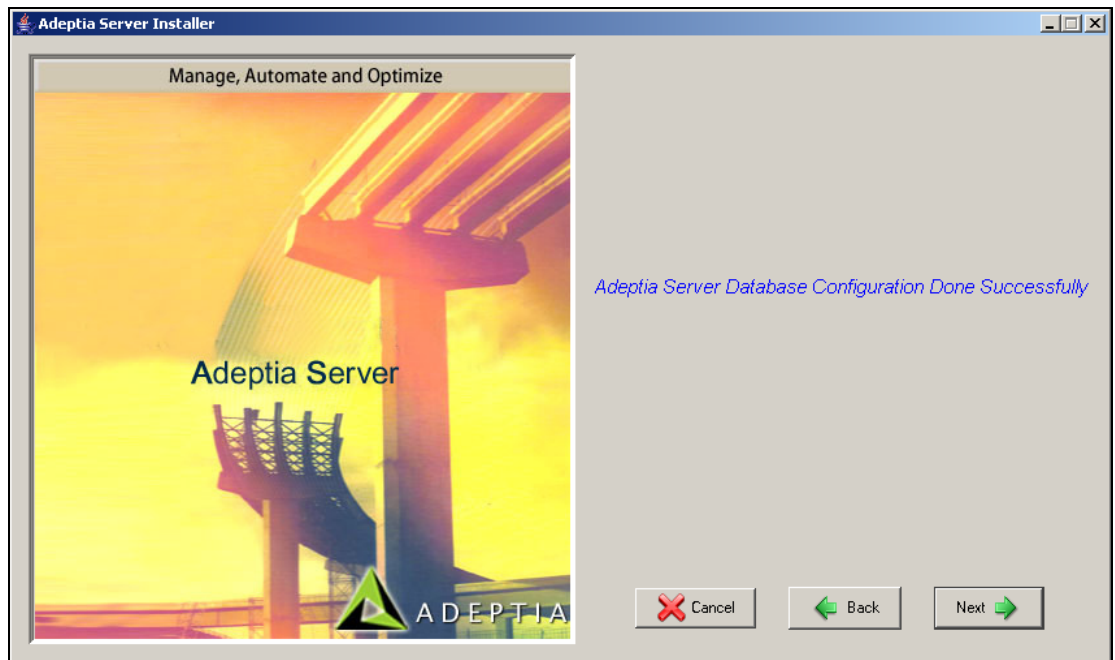 Adeptia Server Installer
Manage, Automate and Optimize
Adeptia Server
ADEPTIA
Adeptia Server Database Configuration Done Successfully
Cancel
Back
Next